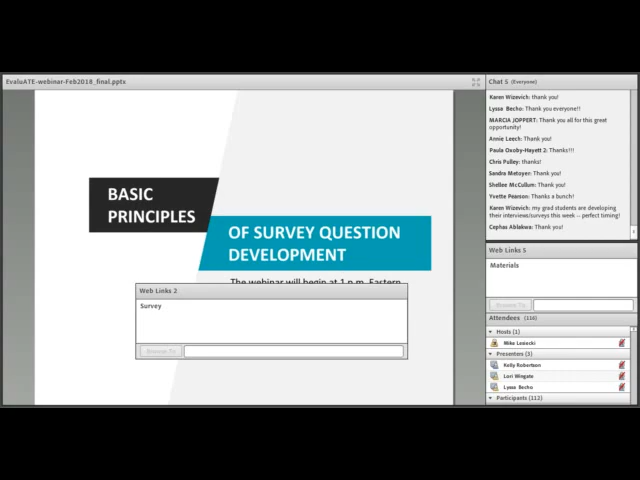 EvaluATE-webinar-Feb2018_final.pptx
BASIC
PRINCIPLES
OF SURVEY QUESTION
DEVELOPMENT
The webinar will begin at 1 p.m. Eastern
Web Links 2
Survey
Browse To
Chat 5 (Everyone)
Karen Wizevich: thank you!
Lyssa Becho: Thank you everyone!!
MARCIA JOPPERT: Thank you all for this great
opportunity!
Annie Leech: Thank you!
Paula Oxoby-Hayett 2: Thanks!!!
Chris Pulley: thanks!
Sandra Metoyer: Thank you!
Shellee McCullum: Thank you!
Yvette Pearson: Thanks a bunch!
Karen Wizevich: my grad students are developing
their interviews/surveys this week -- perfect timing!
Cephas Ablakwa: Thank you!
Web Links 5
Materials
Browse To
Attendees (116)
Hosts (1)
Mike Lesiecki
Presenters (3)
Kelly Robertson
Lori Wingate
Lyssa Becho
Participants (112)